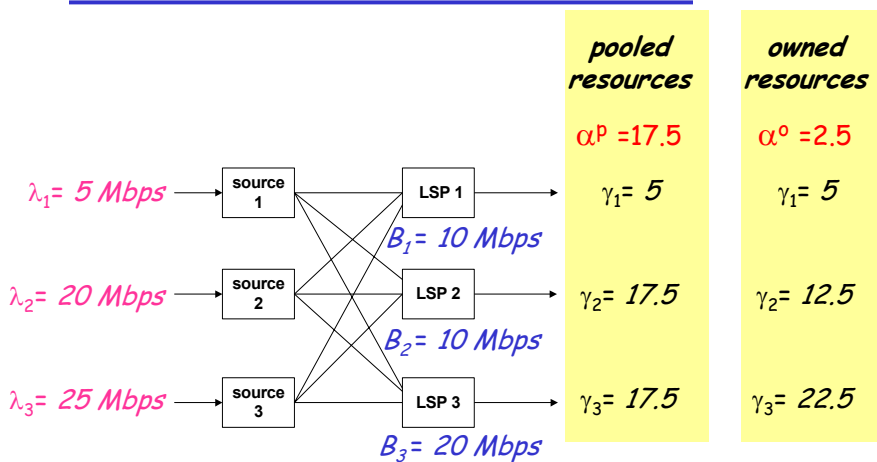 pooled
resources
owned
resources
αᵖ =17.5
αᵒ =2.5
λ₁= 5 Mbps
source
1
LSP 1
γ₁= 5
γ₁= 5
B₁= 10 Mbps
λ₂= 20 Mbps
source
2
LSP 2
γ₂= 17.5
γ₂= 12.5
B₂= 10 Mbps
λ₃= 25 Mbps
source
3
LSP 3
γ₃= 17.5
γ₃= 22.5
B₃= 20 Mbps